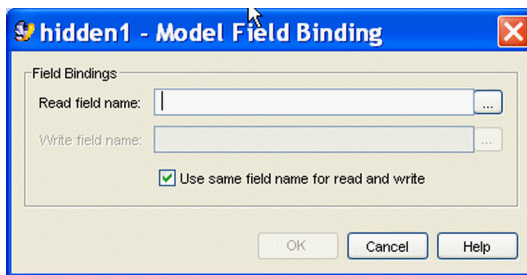 hidden1 - Model Field Binding
Field Bindings
Read field name: ...
Write field name: ...
Use same field name for read and write
OK Cancel Help